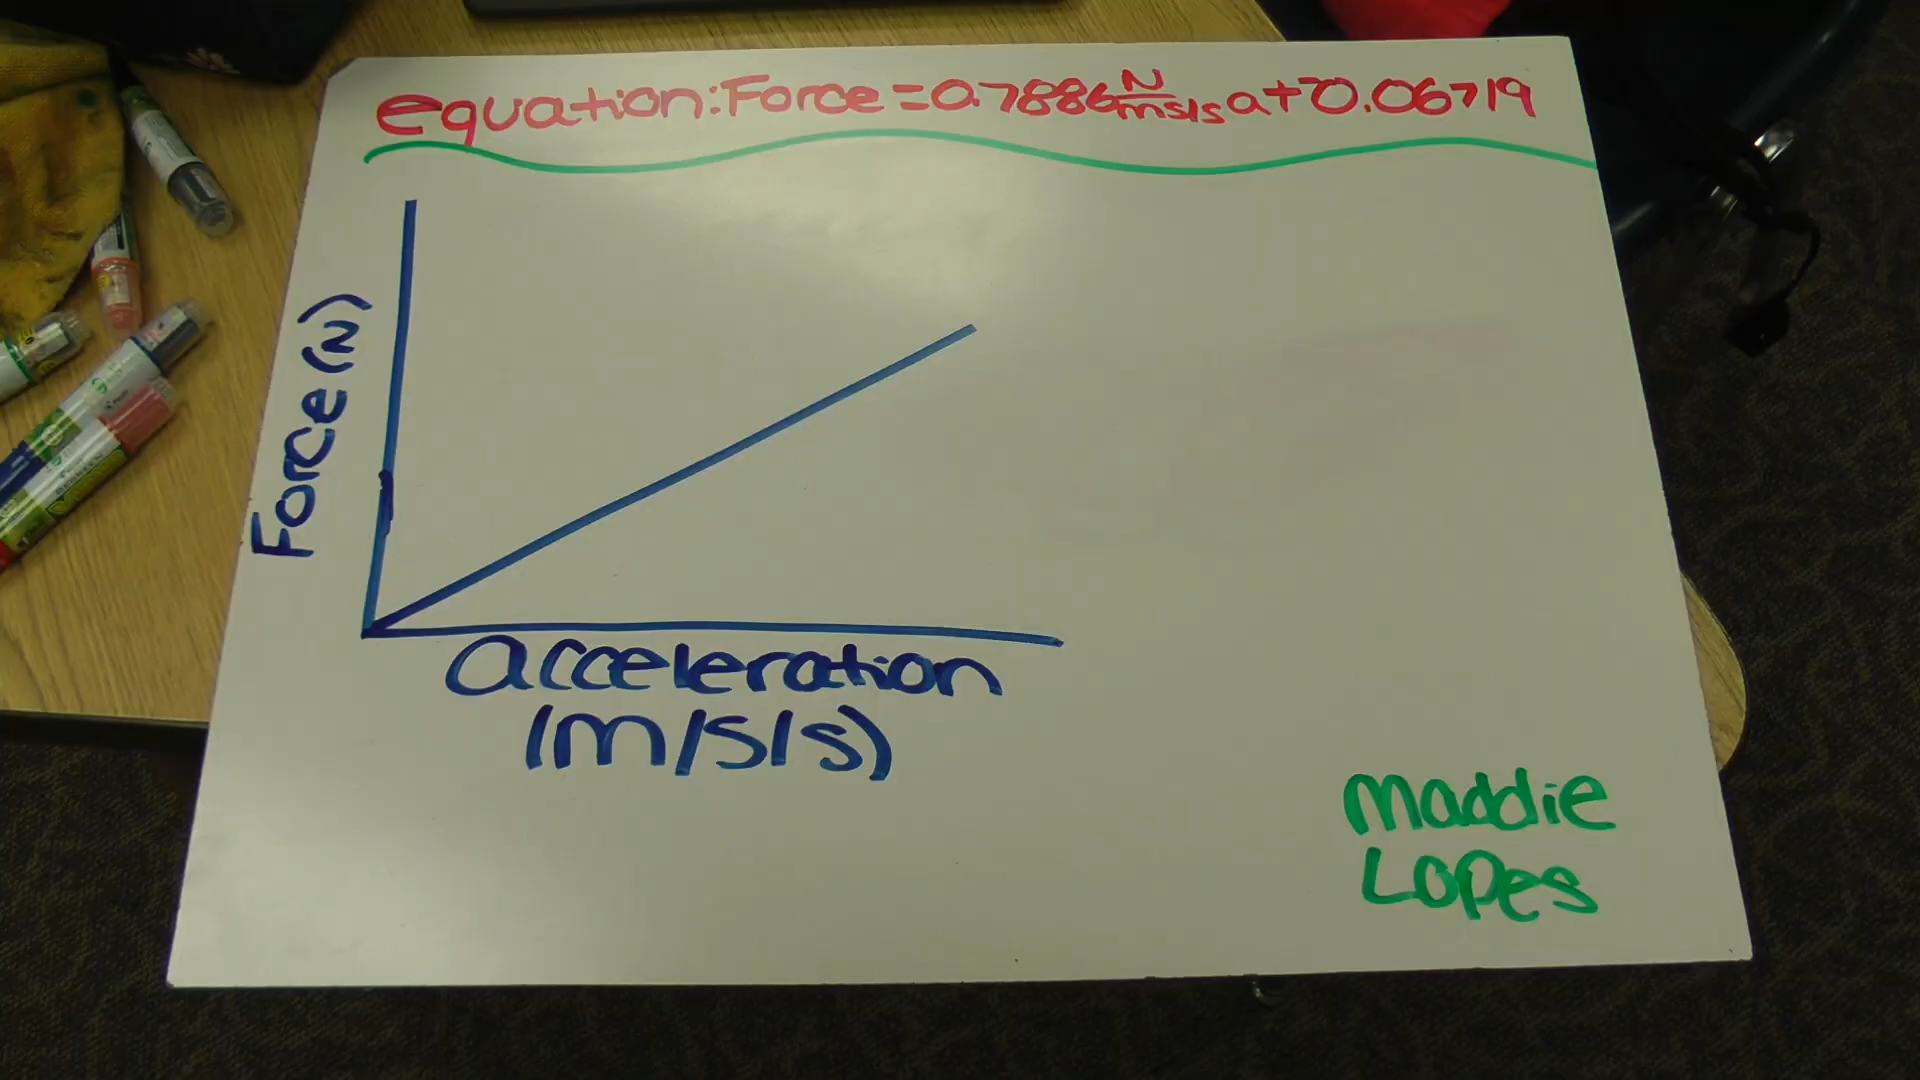 equation: Force = 0.7886 N/m/s/s a + -0.06719
Force (N)
acceleration
(m/s/s)
maddie
Lopes